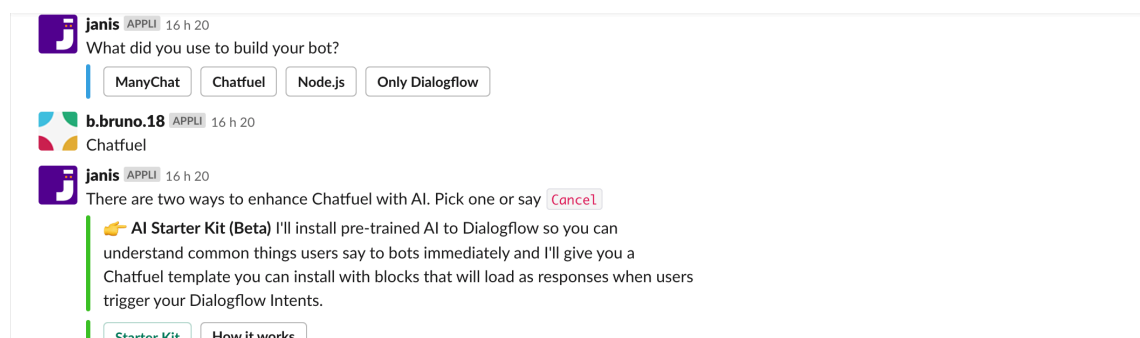 janis APPLI 16 h 20
What did you use to build your bot?
ManyChat Chatfuel Node.js Only Dialogflow
b.bruno.18 APPLI 16 h 20
Chatfuel
janis APPLI 16 h 20
There are two ways to enhance Chatfuel with AI. Pick one or say Cancel
👉 AI Starter Kit (Beta) I'll install pre-trained AI to Dialogflow so you can
understand common things users say to bots immediately and I'll give you a
Chatfuel template you can install with blocks that will load as responses when users
trigger your Dialogflow Intents.
Starter Kit How it works